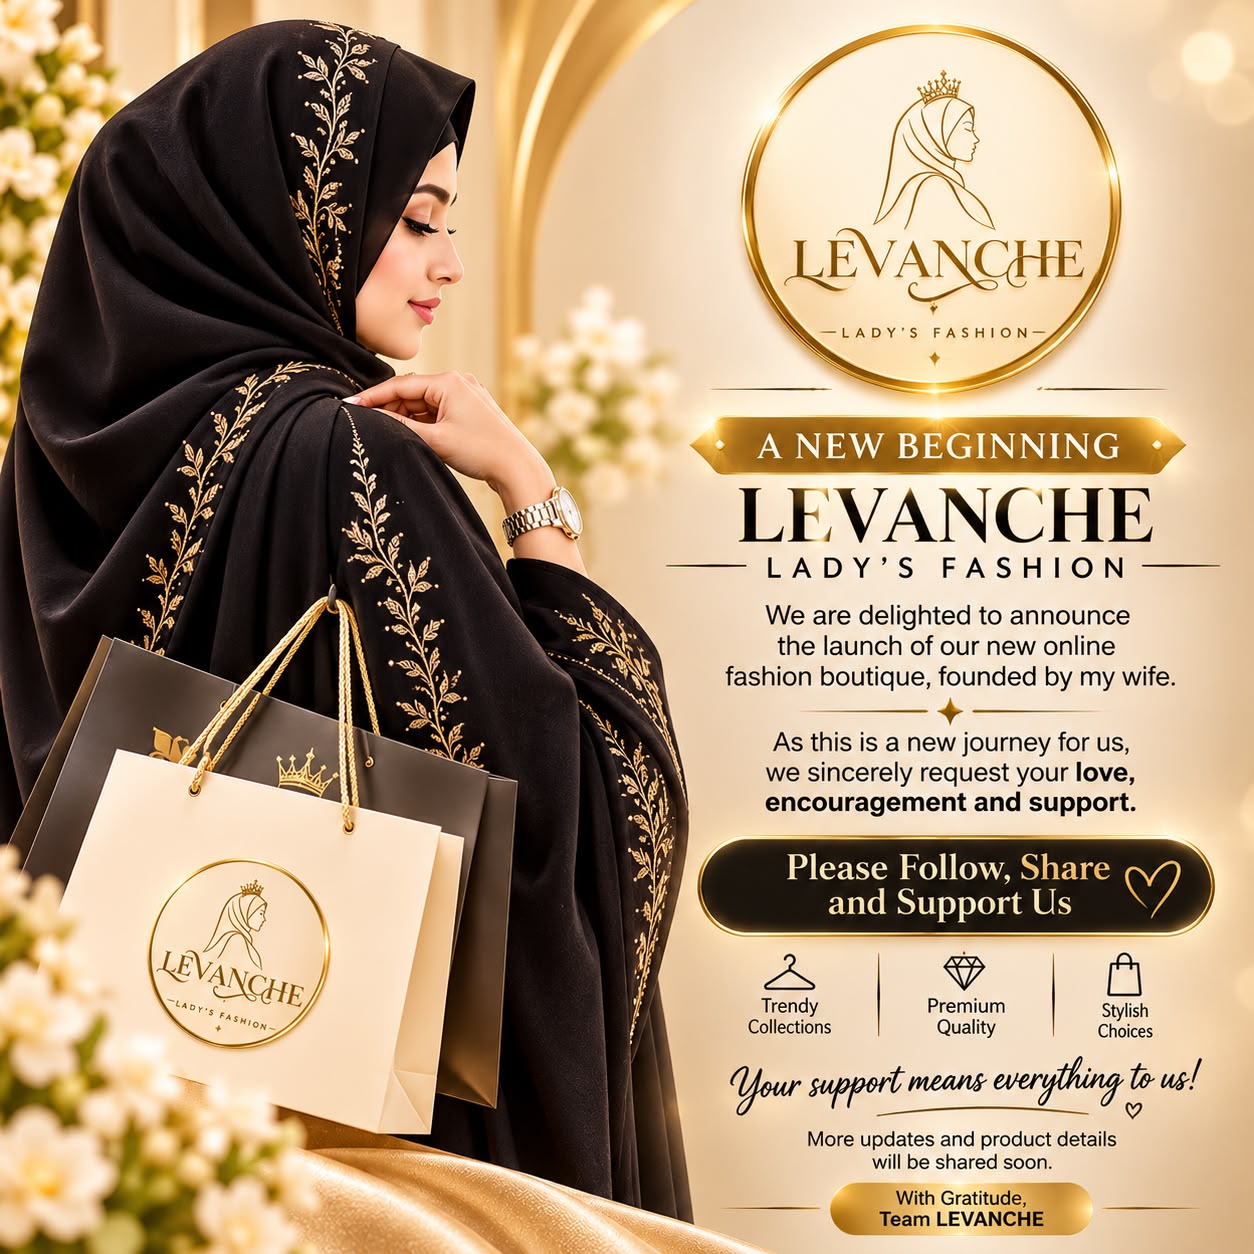 LEVANCHE
LADY'S FASHION
A NEW BEGINNING
LEVANCHE
LADY'S FASHION
We are delighted to announce
the launch of our new online
fashion boutique, founded by my wife.
As this is a new journey for us,
we sincerely request your love,
encouragement and support.
Please Follow, Share
and Support Us
Trendy
Collections
Premium
Quality
Stylish
Choices
Your support means everything to us!
More updates and product details
will be shared soon.
With Gratitude,
Team LEVANCHE
LEVANCHE
LADY'S FASHION